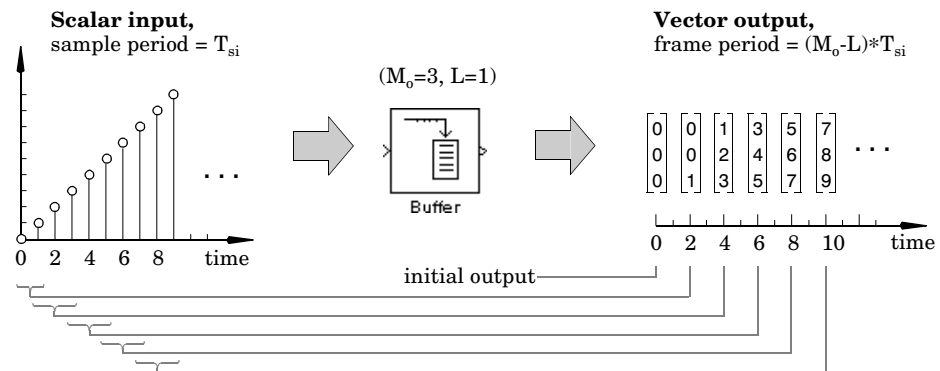 Scalar input,
sample period = Tsi
Vector output,
frame period = (Mo-L)*Tsi
(Mo=3, L=1)
Buffer
0 0 1 3 5 7
0 0 2 4 6 8
0 1 3 5 7 9
. . .
. . .
0 2 4 6 8 time
0 2 4 6 8 10 time
initial output